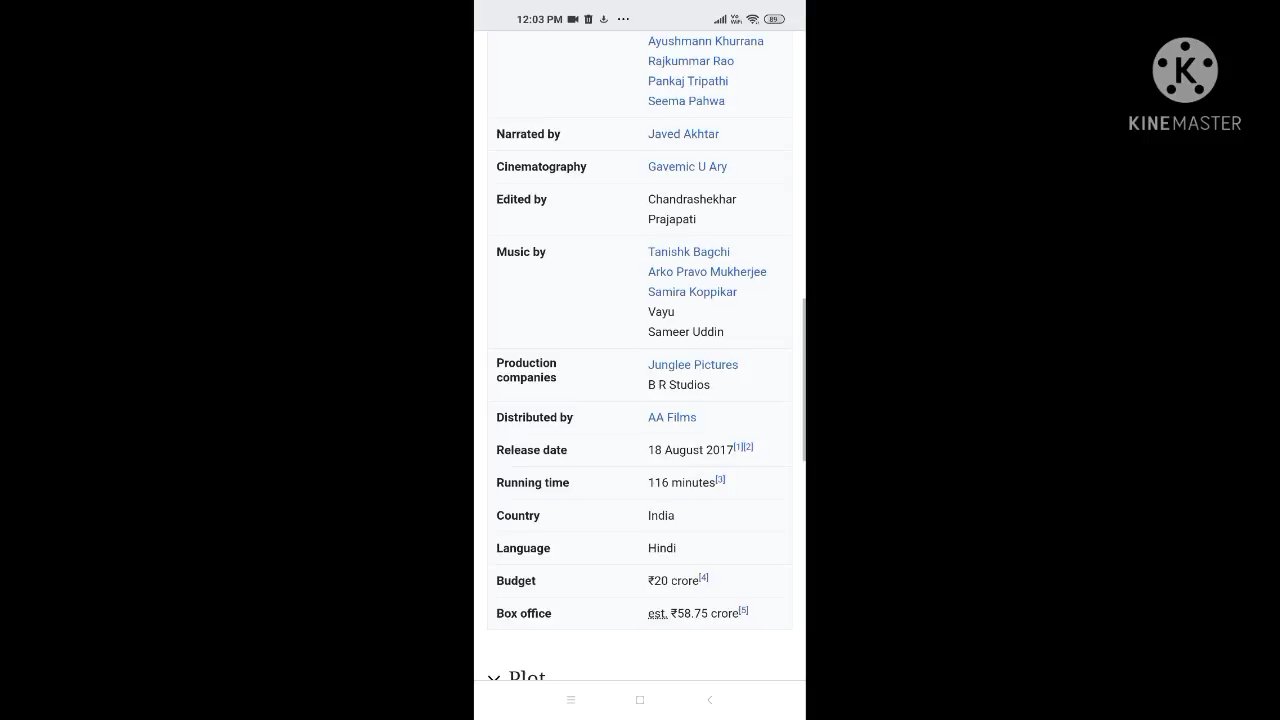 12:03 PM
89
Ayushmann Khurrana
Rajkummar Rao
Pankaj Tripathi
Seema Pahwa
Narrated by Javed Akhtar
Cinematography Gavemic U Ary
Edited by Chandrashekhar
Prajapati
Music by Tanishk Bagchi
Arko Pravo Mukherjee
Samira Koppikar
Vayu
Sameer Uddin
Production
companies
Junglee Pictures
B R Studios
Distributed by AA Films
Release date 18 August 2017[1][2]
Running time 116 minutes[3]
Country India
Language Hindi
Budget ₹20 crore[4]
Box office est. ₹58.75 crore[5]
Plot
K
KINEMASTER